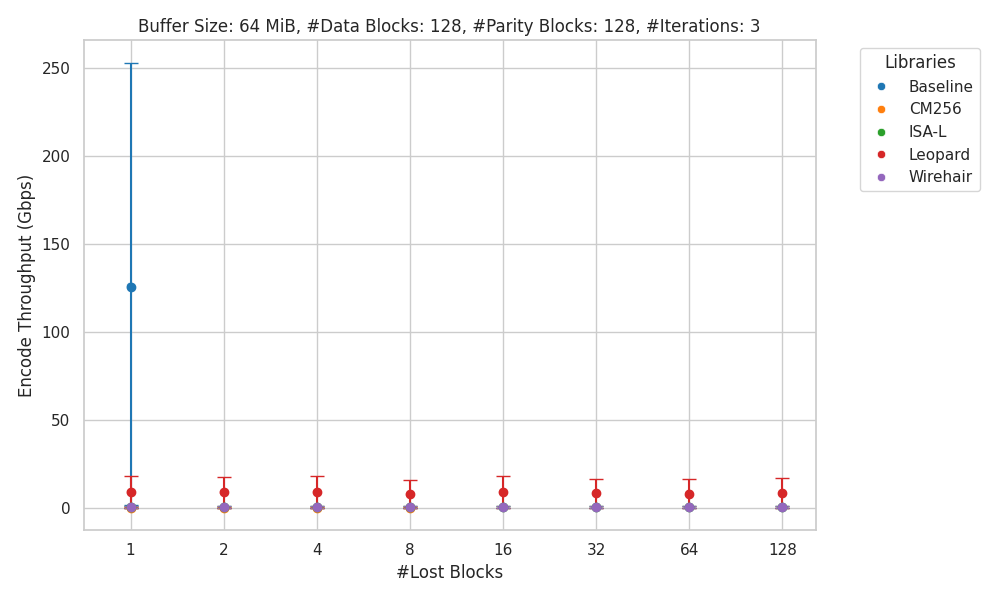 Buffer Size: 64 MiB, #Data Blocks: 128, #Parity Blocks: 128, #Iterations: 3
Encode Throughput (Gbps)
250
200
150
100
50
0
1 2 4 8 16 32 64 128
#Lost Blocks
Libraries
Baseline
CM256
ISA-L
Leopard
Wirehair